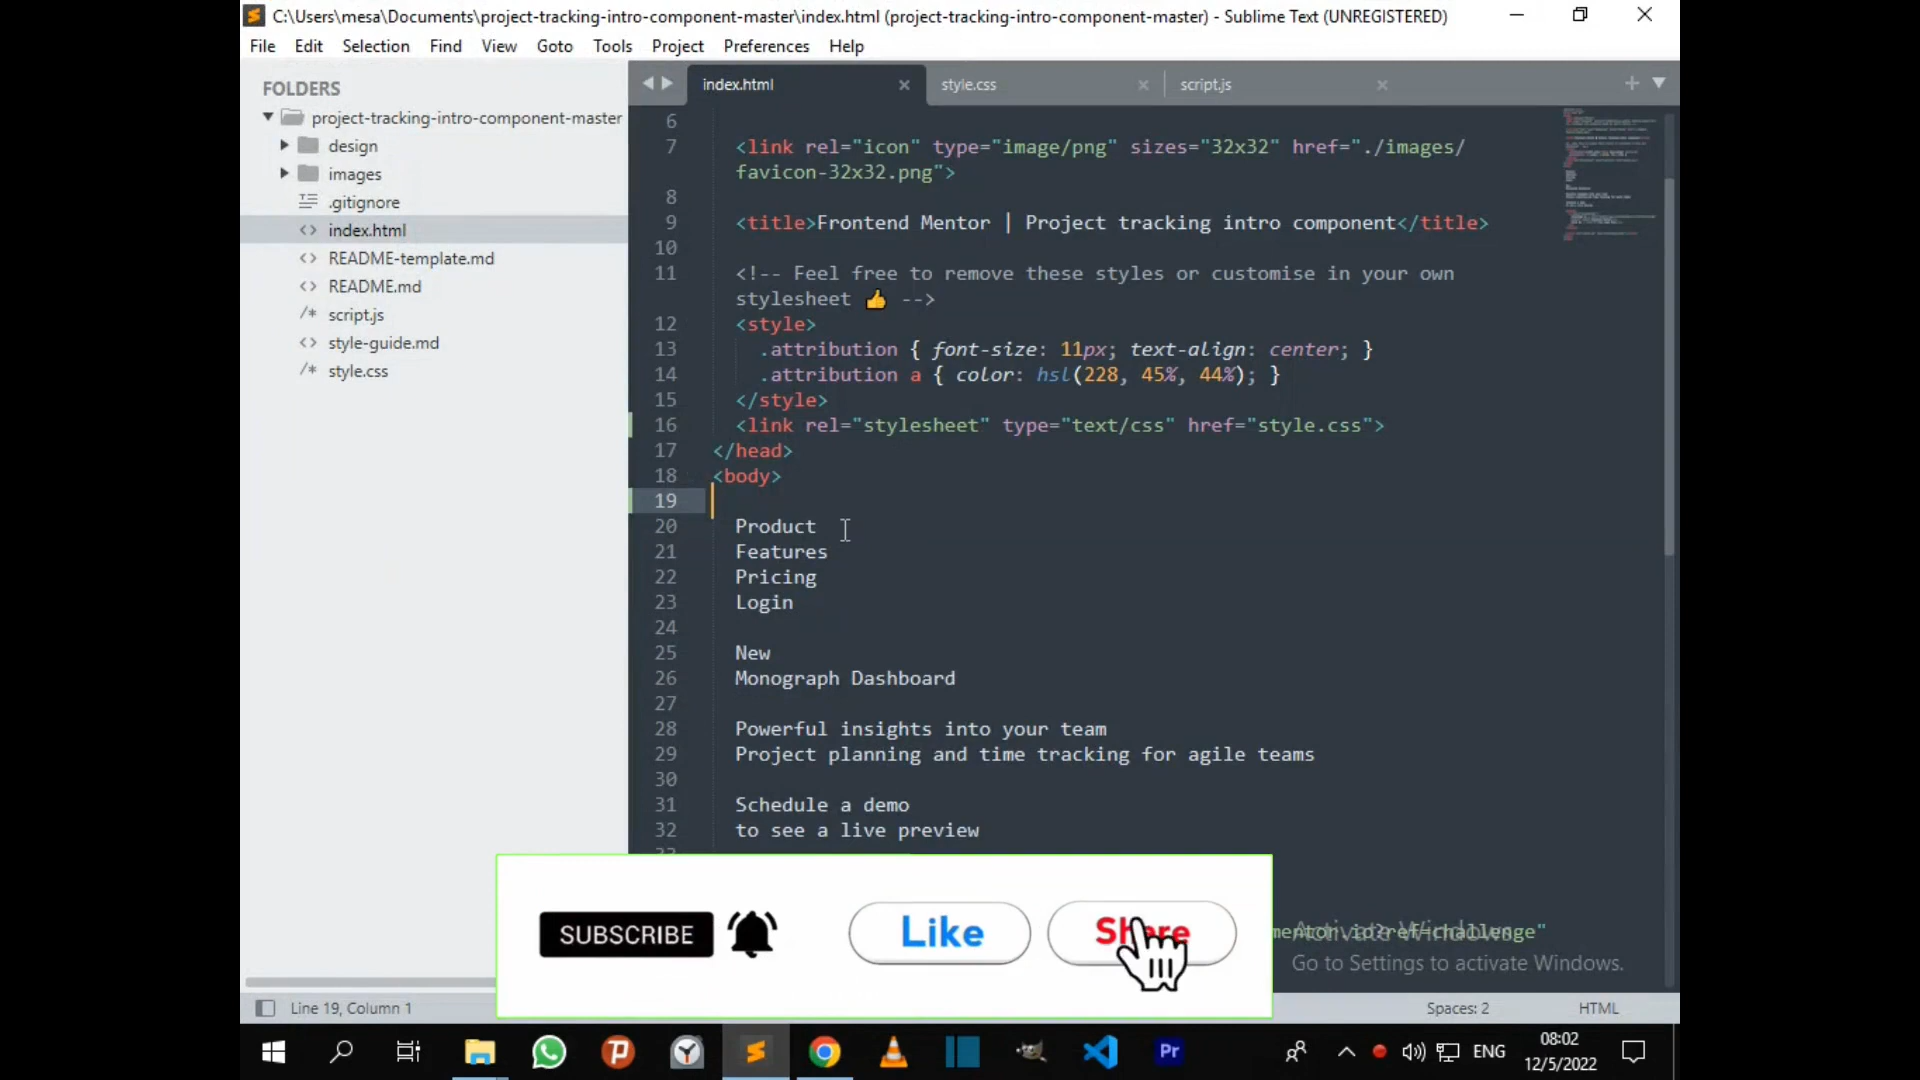 C:\Users\mesa\Documents\project-tracking-intro-component-master\index.html (project-tracking-intro-component-master) - Sublime Text (UNREGISTERED)
File Edit Selection Find View Goto Tools Project Preferences Help
FOLDERS
project-tracking-intro-component-master
design
images
.gitignore
index.html
README-template.md
README.md
script.js
style-guide.md
style.css
index.html style.css script.js
6
7 <link rel="icon" type="image/png" sizes="32x32" href="./images/
favicon-32x32.png">
8
9 <title>Frontend Mentor | Project tracking intro component</title>
10
11 <!-- Feel free to remove these styles or customise in your own
stylesheet 👍 -->
12 <style>
13 .attribution { font-size: 11px; text-align: center; }
14 .attribution a { color: hsl(228, 45%, 44%); }
15 </style>
16 <link rel="stylesheet" type="text/css" href="style.css">
17 </head>
18 <body>
19
20 Product
21 Features
22 Pricing
23 Login
24
25 New
26 Monograph Dashboard
27
28 Powerful insights into your team
29 Project planning and time tracking for agile teams
30
31 Schedule a demo
32 to see a live preview
SUBSCRIBE Like Share
mentor.io?ref=challenge"
Activate Windows
Go to Settings to activate Windows.
Line 19, Column 1 Spaces: 2 HTML
Pr
ENG
08:02
12/5/2022